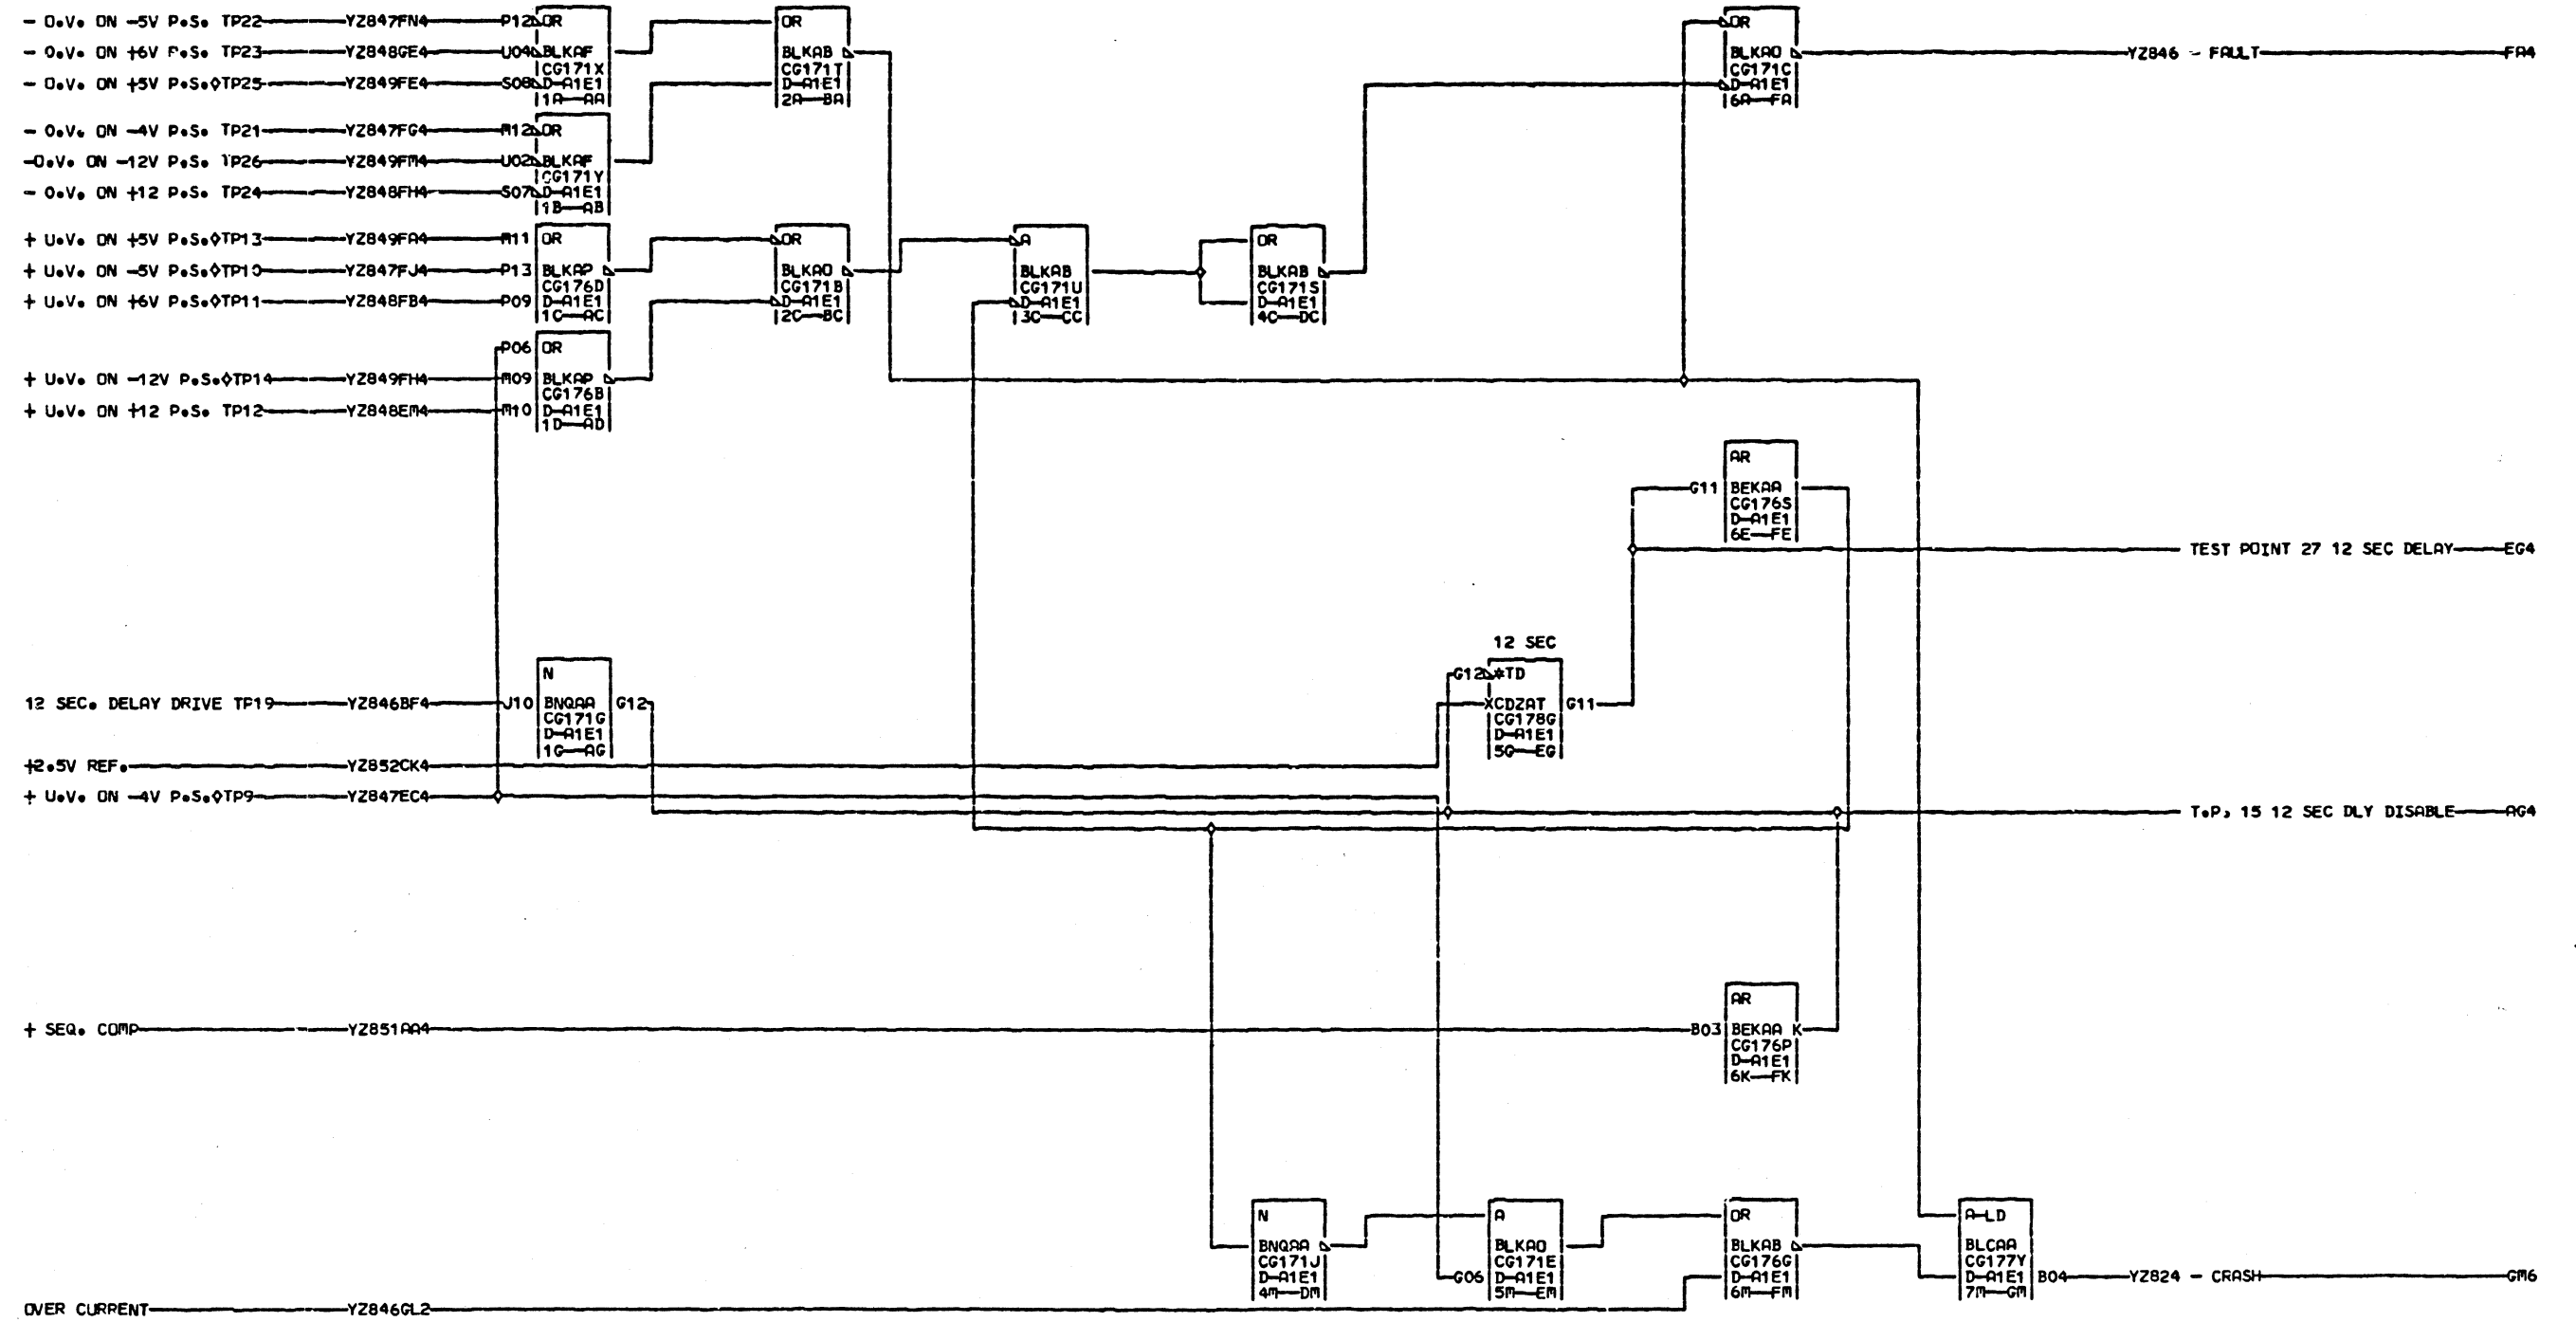 - O.V. ON -5V P.S. TP22 YZ847FN4 P12 OR
- O.V. ON +6V P.S. TP23 YZ848GE4 U04 BLKAF
CG171X
- O.V. ON +5V P.S.◊TP25 YZ849FE4 S08 D-A1E1
1A-AA
OR
BLKAB
CG171T
D-A1E1
2A-BA
OR
BLKAO YZ846 - FAULT FA4
CG171C
D-A1E1
6A-FA
- O.V. ON -4V P.S. TP21 YZ847FG4 M12 OR
-O.V. ON -12V P.S. TP26 YZ849FM4 U02 BLKAF
CG171Y
- O.V. ON +12 P.S. TP24 YZ848FH4 S07 D-A1E1
1B-AB
+ U.V. ON +5V P.S.◊TP13 YZ849FA4 M11 OR
+ U.V. ON -5V P.S.◊TP10 YZ847FJ4 P13 BLKAP
CG176D
+ U.V. ON +6V P.S.◊TP11 YZ848FB4 P09 D-A1E1
1C-AC
OR
BLKAO
CG171B
D-A1E1
2C-BC
A
BLKAB
CG171U
D-A1E1
3C-CC
OR
BLKAB
CG171S
D-A1E1
4C-DC
P06 OR
+ U.V. ON -12V P.S.◊TP14 YZ849FH4 M09 BLKAP
CG176B
+ U.V. ON +12 P.S. TP12 YZ848EM4 M10 D-A1E1
1D-AD
AR
G11 BEKAA
CG176S
D-A1E1
6E-FE
TEST POINT 27 12 SEC DELAY EG4
12 SEC
G12 *TD
XCDZAT G11
CG178G
D-A1E1
5G-EG
N
12 SEC. DELAY DRIVE TP19 YZ846BF4 J10 BNQAA G12
CG171G
D-A1E1
1G-AG
+2.5V REF. YZ852CK4
+ U.V. ON -4V P.S.◊TP9 YZ847EC4
T.P, 15 12 SEC DLY DISABLE AG4
AR
+ SEQ. COMP YZ851AA4 B03 BEKAA K
CG176P
D-A1E1
6K-FK
N
BNQAA
CG171J
D-A1E1
4M-DM
A
BLKAO
CG171E
G06 D-A1E1
5M-EM
OR
BLKAB
CG176G
D-A1E1
6M-FM
A-LD
BLCAA
CG177Y
D-A1E1 B04 YZ824 - CRASH GM6
7M-GM
OVER CURRENT YZ846GL2